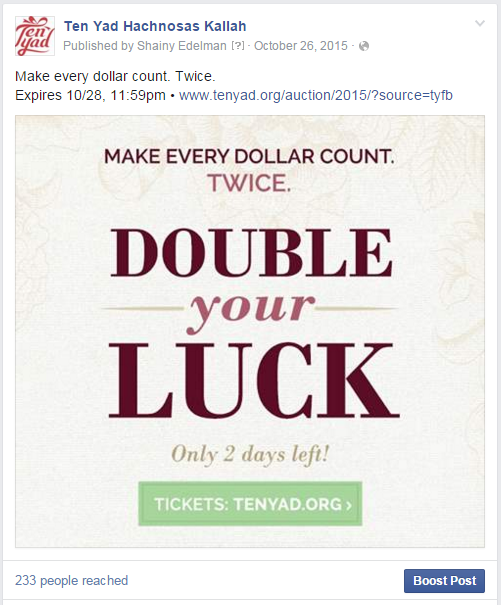 Ten Yad
Ten Yad Hachnosas Kallah
Published by Shainy Edelman [?] · October 26, 2015 ·
Make every dollar count. Twice.
Expires 10/28, 11:59pm • www.tenyad.org/auction/2015/?source=tyfb
MAKE EVERY DOLLAR COUNT.
TWICE.
DOUBLE
your
LUCK
Only 2 days left!
TICKETS: TENYAD.ORG ›
233 people reached
Boost Post